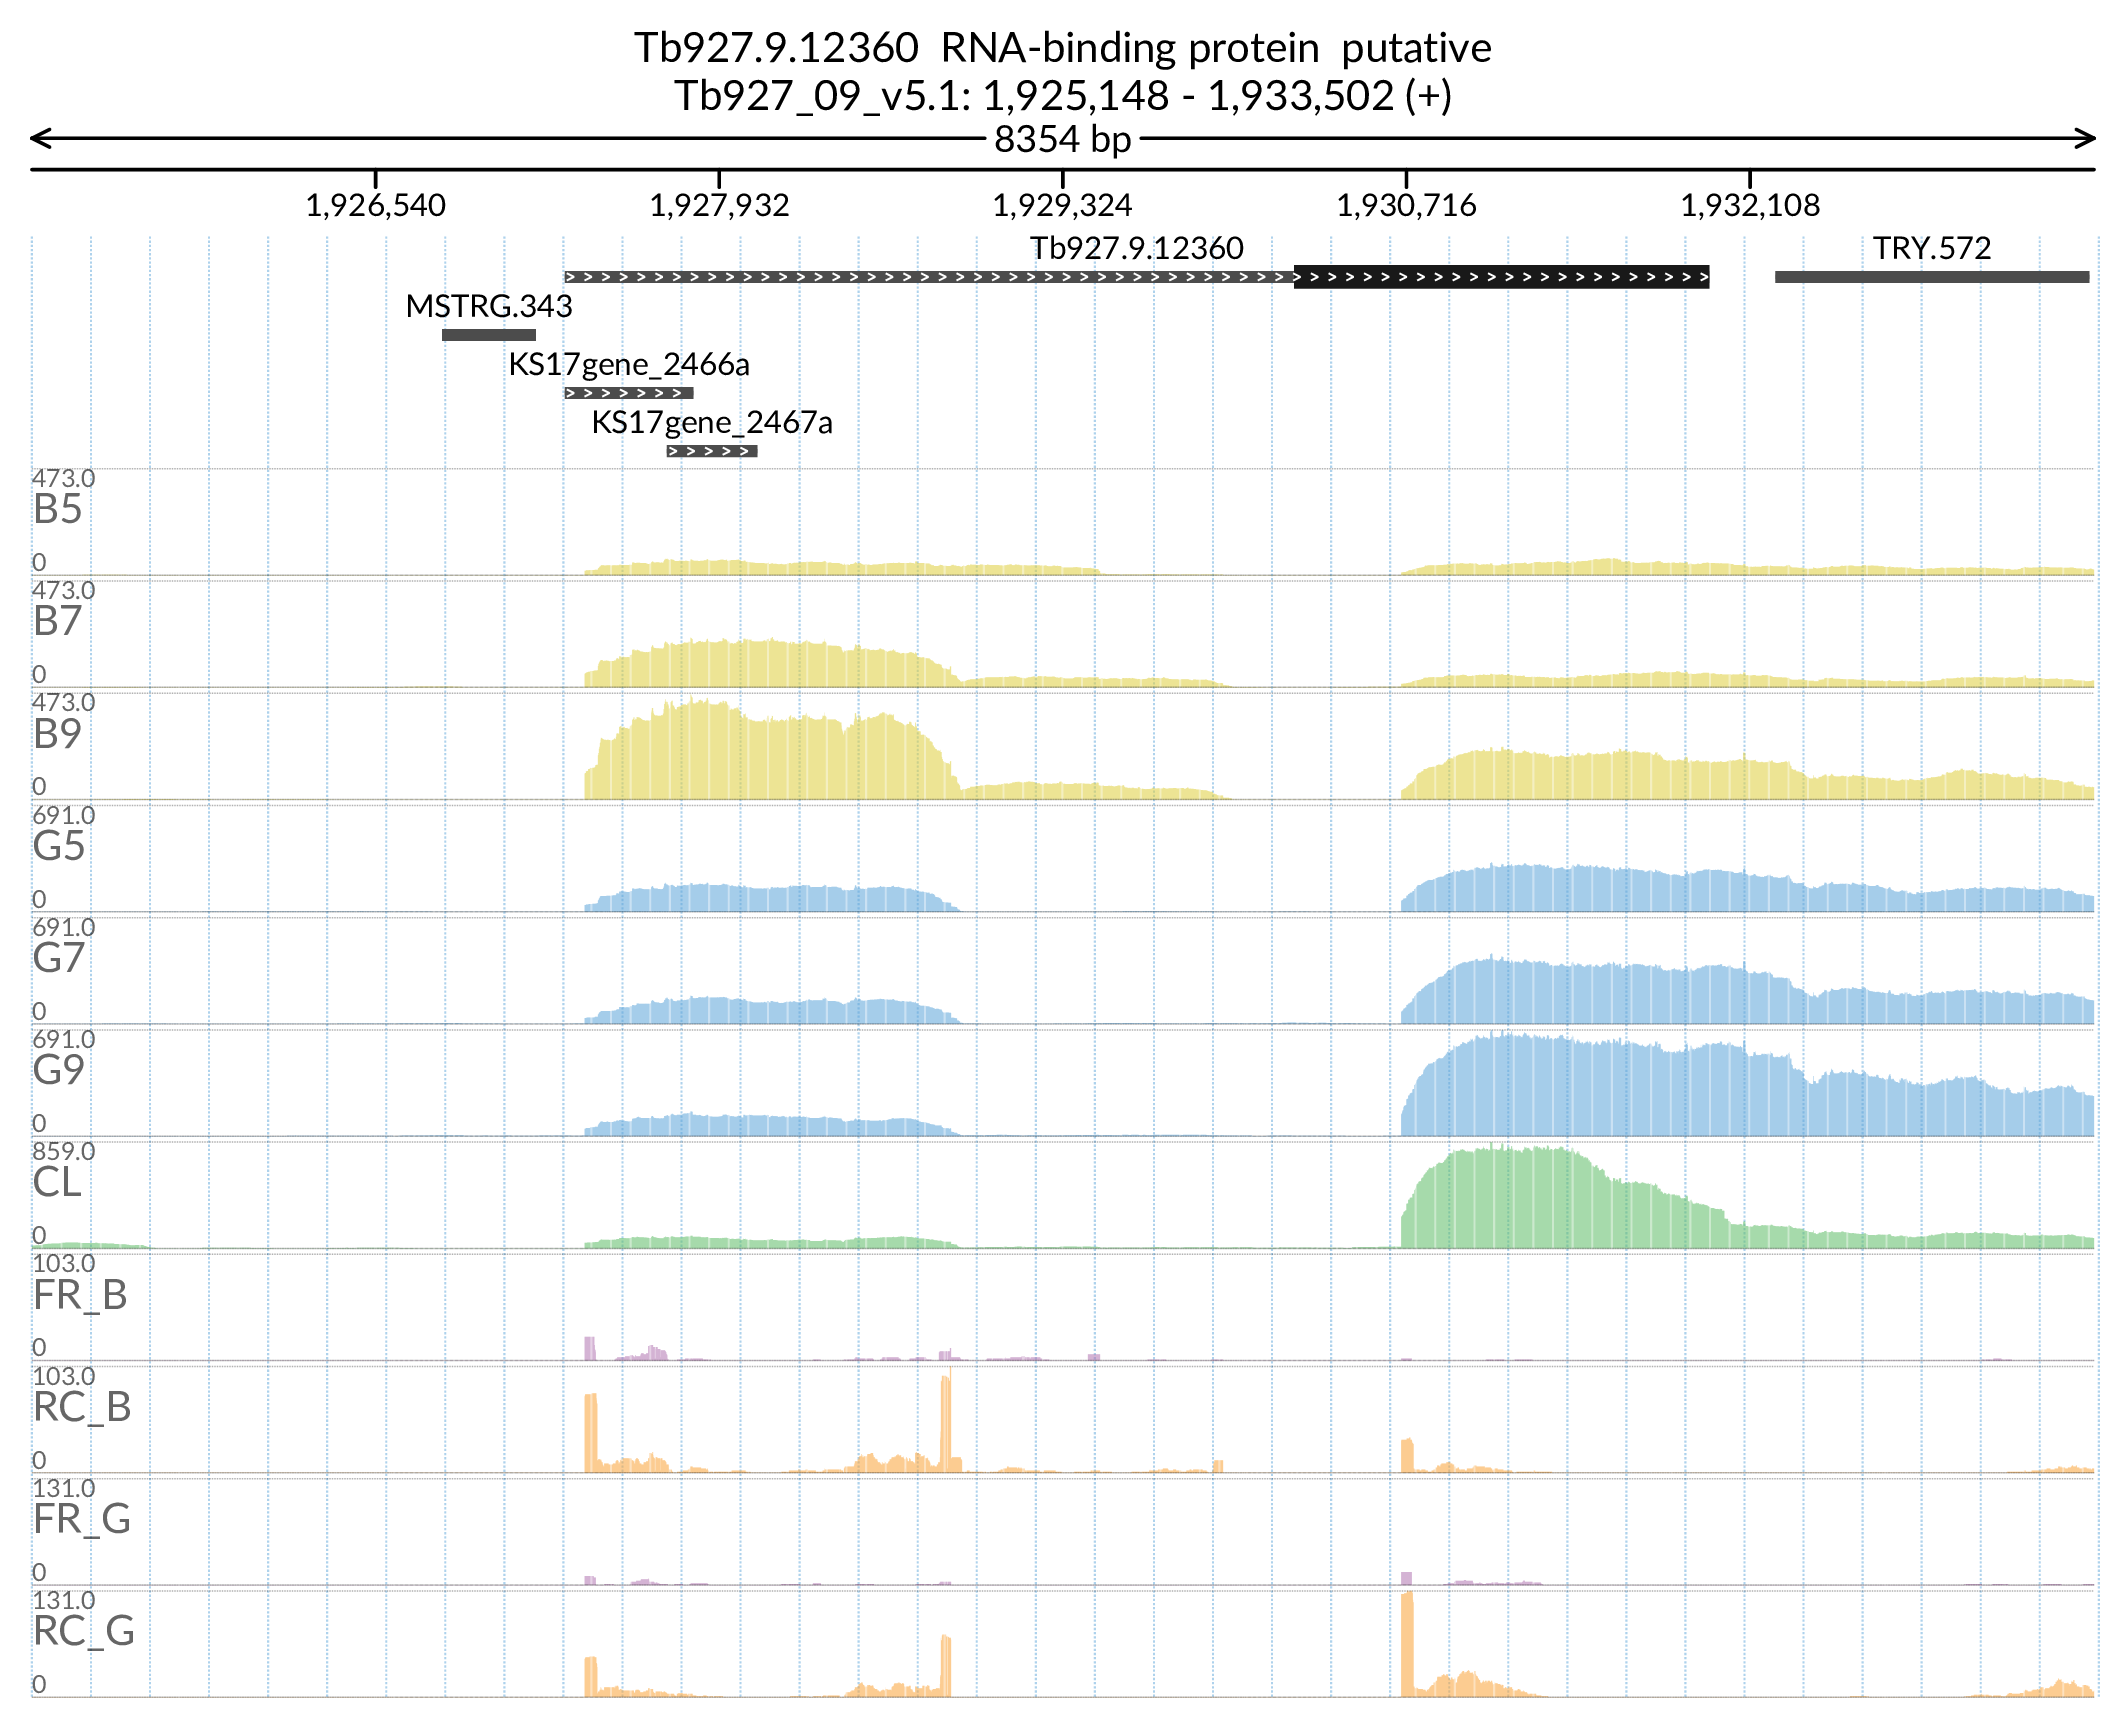 Tb927.9.12360  RNA-binding protein  putative
Tb927_09_v5.1: 1,925,148 - 1,933,502 (+)
8354 bp
1,926,540 1,927,932 1,929,324 1,930,716 1,932,108
Tb927.9.12360 TRY.572
MSTRG.343
KS17gene_2466a
KS17gene_2467a
473.0
B5
0
473.0
B7
0
473.0
B9
0
691.0
G5
0
691.0
G7
0
691.0
G9
0
859.0
CL
0
103.0
FR_B
0
103.0
RC_B
0
131.0
FR_G
0
131.0
RC_G
0